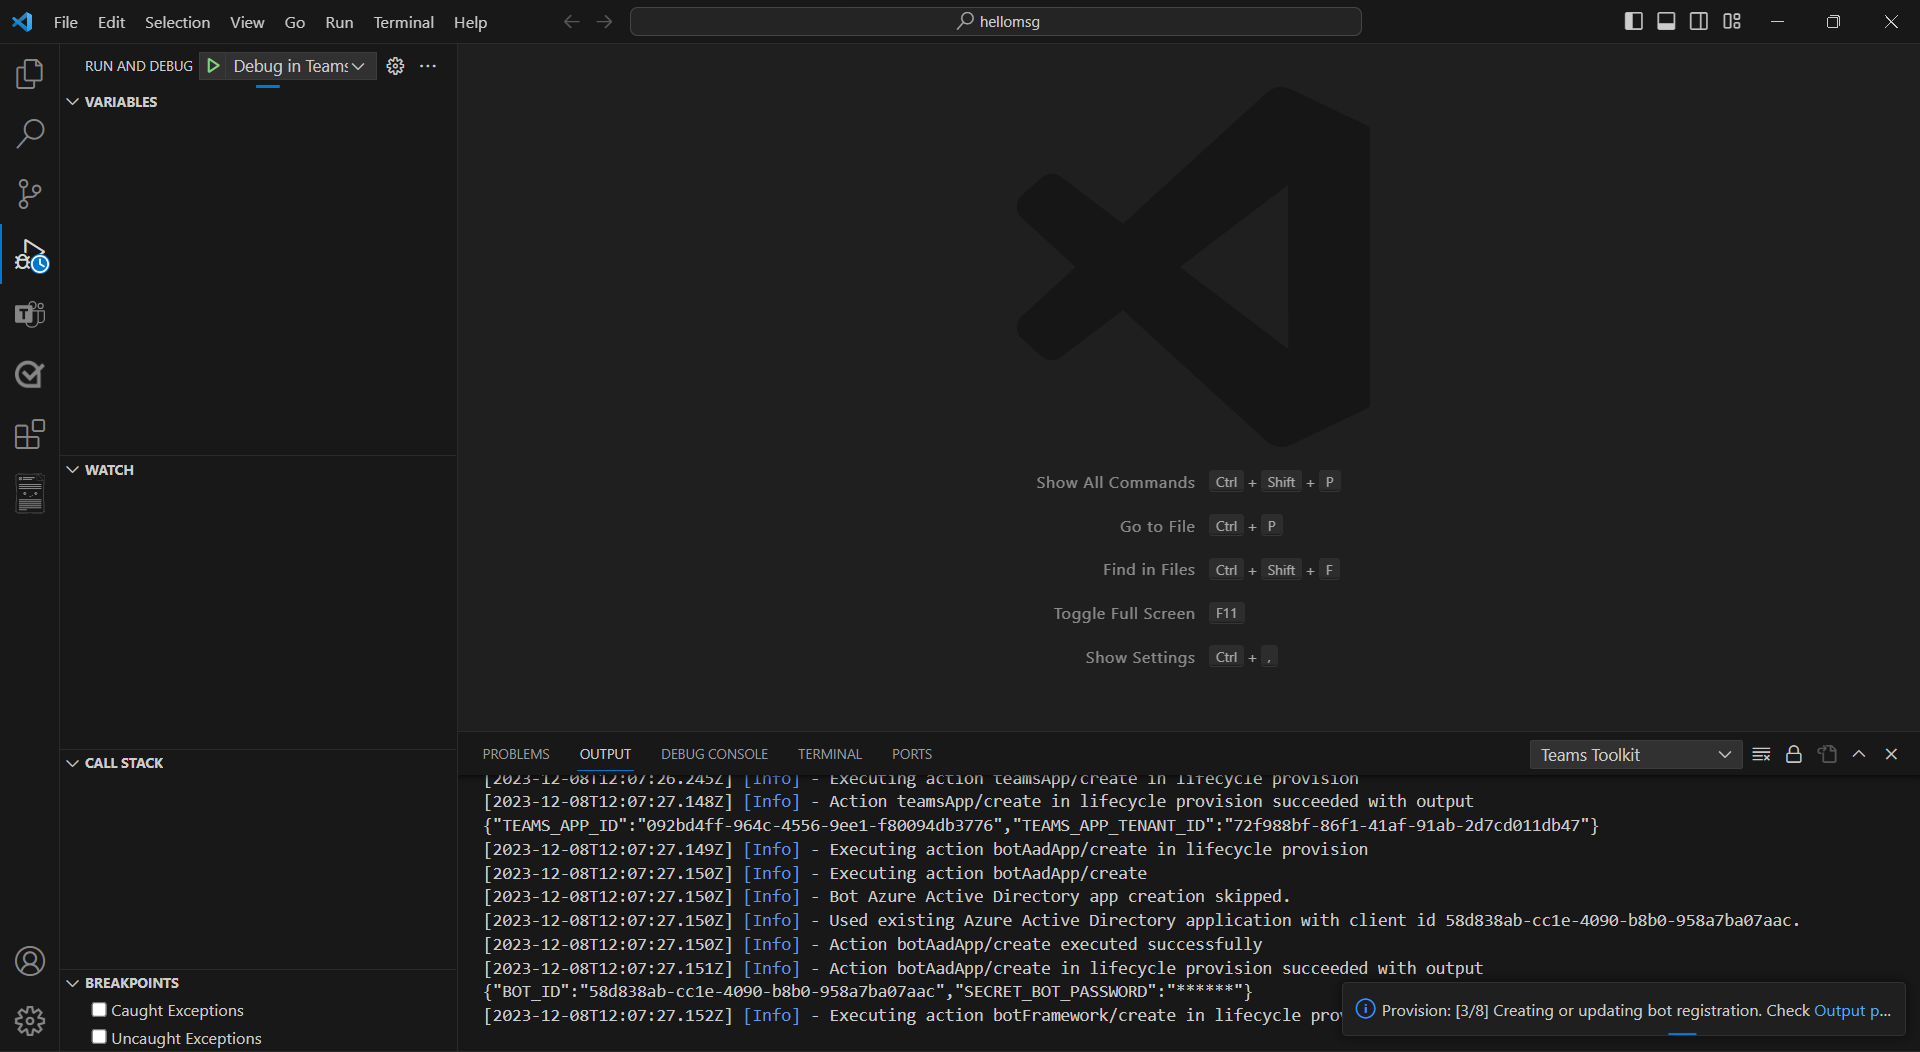 File Edit Selection View Go Run Terminal Help
hellomsg
RUN AND DEBUG Debug in Teams
VARIABLES
WATCH
CALL STACK
BREAKPOINTS
Caught Exceptions
Uncaught Exceptions
Show All Commands Ctrl + Shift + P
Go to File Ctrl + P
Find in Files Ctrl + Shift + F
Toggle Full Screen F11
Show Settings Ctrl + ,
PROBLEMS OUTPUT DEBUG CONSOLE TERMINAL PORTS
Teams Toolkit
[2023-12-08T12:07:26.245Z] [Info] - Executing action teamsApp/create in lifecycle provision
[2023-12-08T12:07:27.148Z] [Info] - Action teamsApp/create in lifecycle provision succeeded with output
{"TEAMS_APP_ID":"092bd4ff-964c-4556-9ee1-f80094db3776","TEAMS_APP_TENANT_ID":"72f988bf-86f1-41af-91ab-2d7cd011db47"}
[2023-12-08T12:07:27.149Z] [Info] - Executing action botAadApp/create in lifecycle provision
[2023-12-08T12:07:27.150Z] [Info] - Executing action botAadApp/create
[2023-12-08T12:07:27.150Z] [Info] - Bot Azure Active Directory app creation skipped.
[2023-12-08T12:07:27.150Z] [Info] - Used existing Azure Active Directory application with client id 58d838ab-cc1e-4090-b8b0-958a7ba07aac.
[2023-12-08T12:07:27.150Z] [Info] - Action botAadApp/create executed successfully
[2023-12-08T12:07:27.151Z] [Info] - Action botAadApp/create in lifecycle provision succeeded with output
{"BOT_ID":"58d838ab-cc1e-4090-b8b0-958a7ba07aac","SECRET_BOT_PASSWORD":"******"}
[2023-12-08T12:07:27.152Z] [Info] - Executing action botFramework/create in lifecycle pro
Provision: [3/8] Creating or updating bot registration. Check Output p...